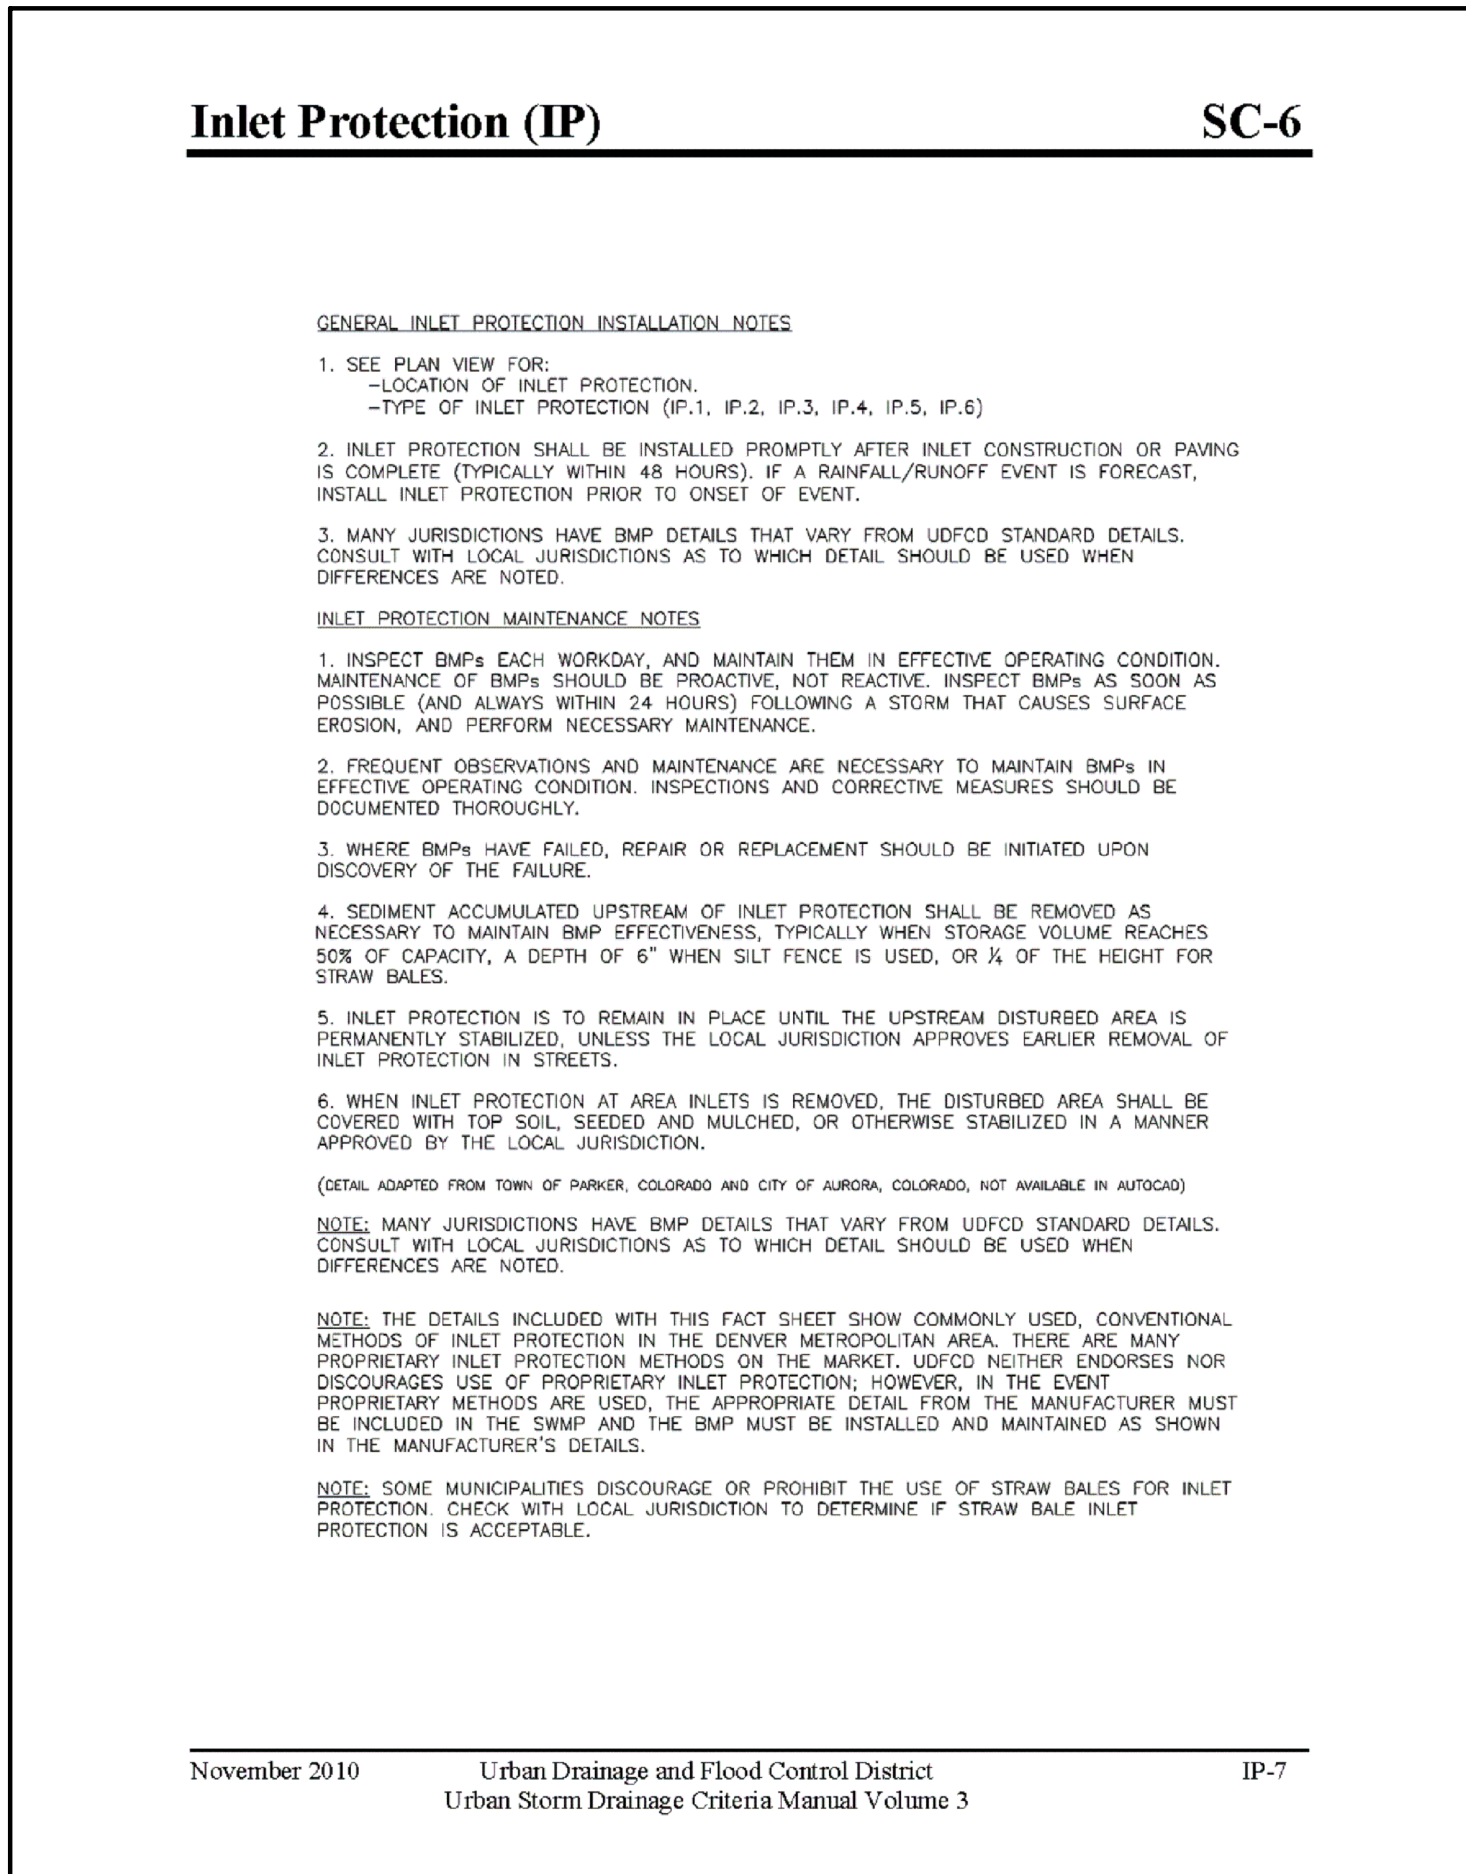 Inlet Protection (IP) SC-6
GENERAL INLET PROTECTION INSTALLATION NOTES
1. SEE PLAN VIEW FOR:
-LOCATION OF INLET PROTECTION.
-TYPE OF INLET PROTECTION (IP.1, IP.2, IP.3, IP.4, IP.5, IP.6)
2. INLET PROTECTION SHALL BE INSTALLED PROMPTLY AFTER INLET CONSTRUCTION OR PAVING
IS COMPLETE (TYPICALLY WITHIN 48 HOURS). IF A RAINFALL/RUNOFF EVENT IS FORECAST,
INSTALL INLET PROTECTION PRIOR TO ONSET OF EVENT.
3. MANY JURISDICTIONS HAVE BMP DETAILS THAT VARY FROM UDFCD STANDARD DETAILS.
CONSULT WITH LOCAL JURISDICTIONS AS TO WHICH DETAIL SHOULD BE USED WHEN
DIFFERENCES ARE NOTED.
INLET PROTECTION MAINTENANCE NOTES
1. INSPECT BMPs EACH WORKDAY, AND MAINTAIN THEM IN EFFECTIVE OPERATING CONDITION.
MAINTENANCE OF BMPs SHOULD BE PROACTIVE, NOT REACTIVE. INSPECT BMPs AS SOON AS
POSSIBLE (AND ALWAYS WITHIN 24 HOURS) FOLLOWING A STORM THAT CAUSES SURFACE
EROSION, AND PERFORM NECESSARY MAINTENANCE.
2. FREQUENT OBSERVATIONS AND MAINTENANCE ARE NECESSARY TO MAINTAIN BMPs IN
EFFECTIVE OPERATING CONDITION. INSPECTIONS AND CORRECTIVE MEASURES SHOULD BE
DOCUMENTED THOROUGHLY.
3. WHERE BMPs HAVE FAILED, REPAIR OR REPLACEMENT SHOULD BE INITIATED UPON
DISCOVERY OF THE FAILURE.
4. SEDIMENT ACCUMULATED UPSTREAM OF INLET PROTECTION SHALL BE REMOVED AS
NECESSARY TO MAINTAIN BMP EFFECTIVENESS, TYPICALLY WHEN STORAGE VOLUME REACHES
50% OF CAPACITY, A DEPTH OF 6" WHEN SILT FENCE IS USED, OR ¼ OF THE HEIGHT FOR
STRAW BALES.
5. INLET PROTECTION IS TO REMAIN IN PLACE UNTIL THE UPSTREAM DISTURBED AREA IS
PERMANENTLY STABILIZED, UNLESS THE LOCAL JURISDICTION APPROVES EARLIER REMOVAL OF
INLET PROTECTION IN STREETS.
6. WHEN INLET PROTECTION AT AREA INLETS IS REMOVED, THE DISTURBED AREA SHALL BE
COVERED WITH TOP SOIL, SEEDED AND MULCHED, OR OTHERWISE STABILIZED IN A MANNER
APPROVED BY THE LOCAL JURISDICTION.
(DETAIL ADAPTED FROM TOWN OF PARKER, COLORADO AND CITY OF AURORA, COLORADO, NOT AVAILABLE IN AUTOCAD)
NOTE: MANY JURISDICTIONS HAVE BMP DETAILS THAT VARY FROM UDFCD STANDARD DETAILS.
CONSULT WITH LOCAL JURISDICTIONS AS TO WHICH DETAIL SHOULD BE USED WHEN
DIFFERENCES ARE NOTED.
NOTE: THE DETAILS INCLUDED WITH THIS FACT SHEET SHOW COMMONLY USED, CONVENTIONAL
METHODS OF INLET PROTECTION IN THE DENVER METROPOLITAN AREA. THERE ARE MANY
PROPRIETARY INLET PROTECTION METHODS ON THE MARKET. UDFCD NEITHER ENDORSES NOR
DISCOURAGES USE OF PROPRIETARY INLET PROTECTION; HOWEVER, IN THE EVENT
PROPRIETARY METHODS ARE USED, THE APPROPRIATE DETAIL FROM THE MANUFACTURER MUST
BE INCLUDED IN THE SWMP AND THE BMP MUST BE INSTALLED AND MAINTAINED AS SHOWN
IN THE MANUFACTURER'S DETAILS.
NOTE: SOME MUNICIPALITIES DISCOURAGE OR PROHIBIT THE USE OF STRAW BALES FOR INLET
PROTECTION. CHECK WITH LOCAL JURISDICTION TO DETERMINE IF STRAW BALE INLET
PROTECTION IS ACCEPTABLE.
November 2010 Urban Drainage and Flood Control District IP-7
Urban Storm Drainage Criteria Manual Volume 3